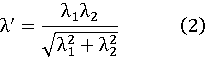 λ′ = λ₁λ₂ / √(λ₁² + λ₂²) (2)